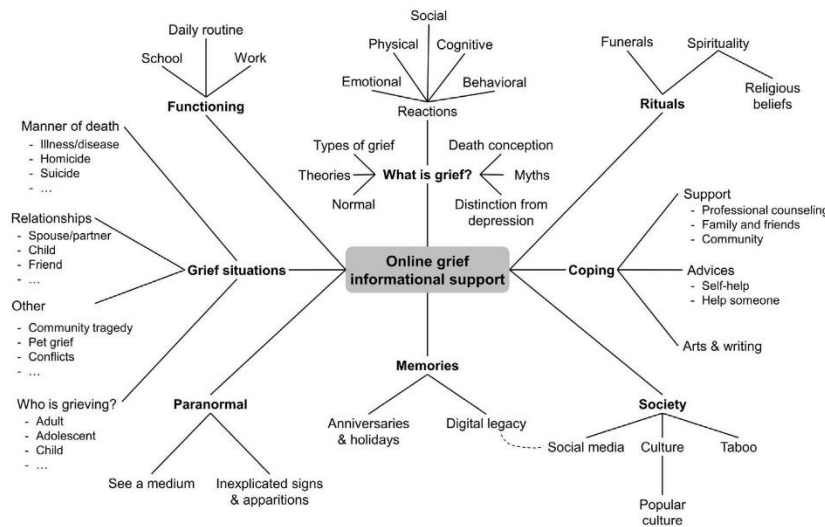 Social
Daily routine
Physical
Cognitive
Funerals
Spirituality
School
Work
Emotional
Behavioral
Religious
beliefs
Functioning
Reactions
Rituals
Manner of death
- Illness/disease
- Homicide
- Suicide
- ...
Types of grief
Death conception
Theories
What is grief?
Myths
Normal
Distinction from
depression
Support
- Professional counseling
- Family and friends
- Community
Relationships
- Spouse/partner
- Child
- Friend
- ...
Grief situations
Online grief
informational support
Coping
Advices
- Self-help
- Help someone
Other
- Community tragedy
- Pet grief
- Conflicts
- ...
Arts & writing
Memories
Who is grieving?
- Adult
- Adolescent
- Child
- ...
Paranormal
Society
Anniversaries
& holidays
Digital legacy
Social media
Culture
Taboo
See a medium
Inexplicated signs
& apparitions
Popular
culture